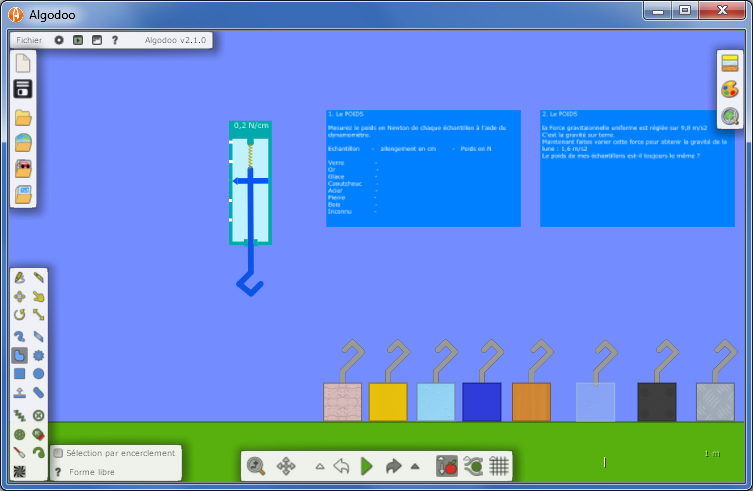 Algodoo
Fichier ? Algodoo v2.1.0
0,2 N/cm
1. Le POIDS
Mesurez le poids en Newton de chaque échantillon à l'aide du
dynamomètre.
Echantillon - allongement en cm - Poids en N
Verre -
Or -
Glace -
Caoutchouc -
Acier -
Pierre -
Bois -
Inconnu -
2. Le POIDS
la Force gravitationnelle uniforme est réglée sur 9,8 m/s2
C'est la gravité sur terre.
Maintenant faites varier cette force pour obtenir la gravité de la
lune : 1,6 m/s2
Le poids de mes échantillons est-il toujours le même ?
Sélection par encerclement
? Forme libre
1 m